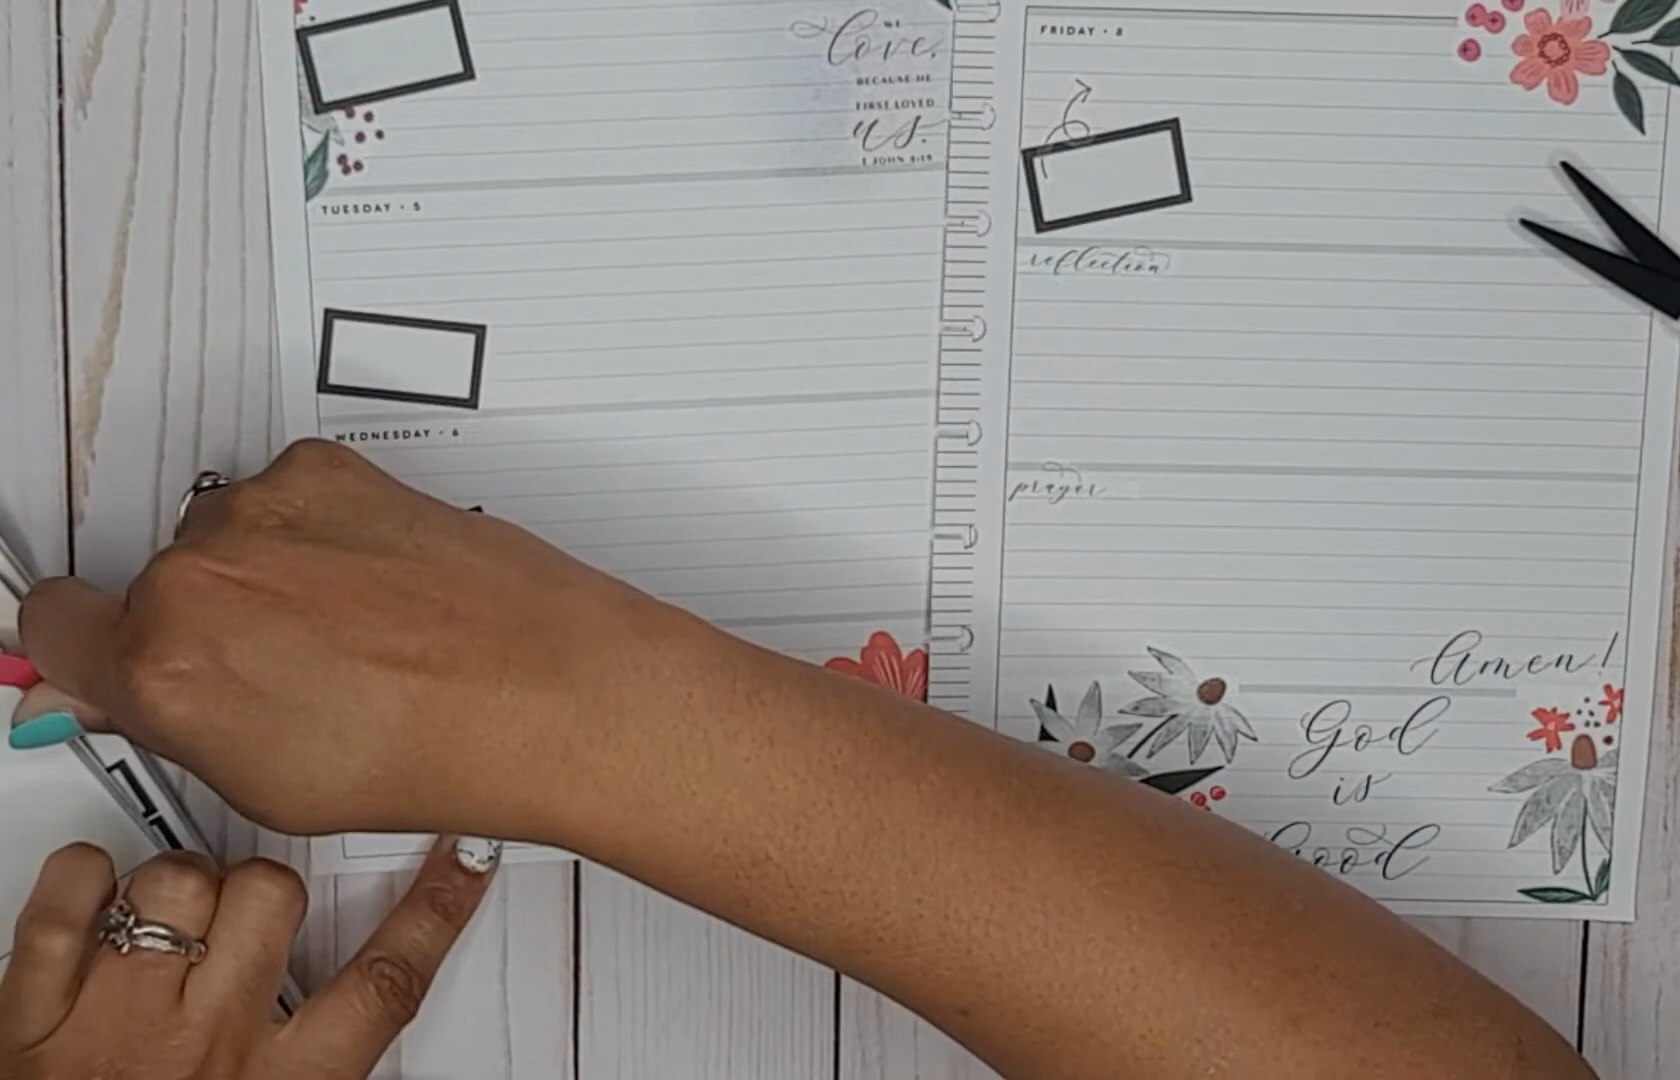 we
Love,
BECAUSE HE
FIRST LOVED
us.
1 JOHN 4:19
TUESDAY • 5
WEDNESDAY • 6
FRIDAY • 8
reflection
prayer
Amen!
God
is
Good